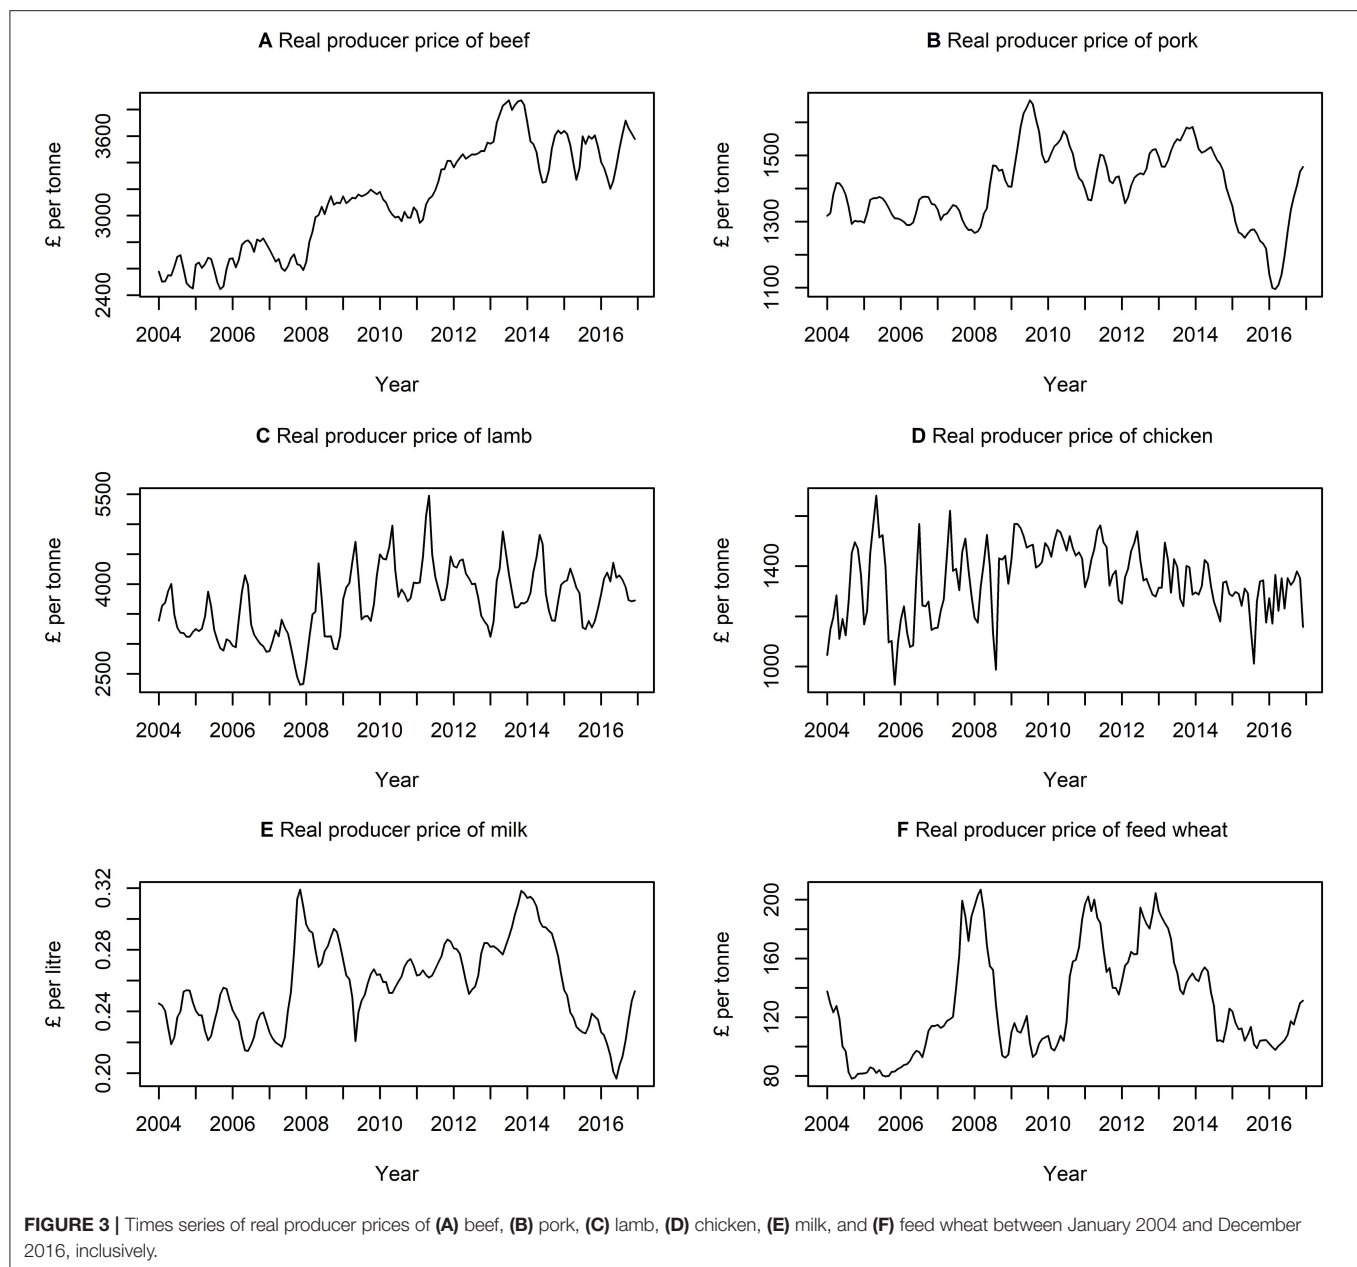 A Real producer price of beef
£ per tonne
3600
3000
2400
2004 2006 2008 2010 2012 2014 2016
Year
B Real producer price of pork
£ per tonne
1500
1300
1100
2004 2006 2008 2010 2012 2014 2016
Year
C Real producer price of lamb
£ per tonne
5500
4000
2500
2004 2006 2008 2010 2012 2014 2016
Year
D Real producer price of chicken
£ per tonne
1400
1000
2004 2006 2008 2010 2012 2014 2016
Year
E Real producer price of milk
£ per litre
0.32
0.28
0.24
0.20
2004 2006 2008 2010 2012 2014 2016
Year
F Real producer price of feed wheat
£ per tonne
200
160
120
80
2004 2006 2008 2010 2012 2014 2016
Year
FIGURE 3 | Times series of real producer prices of (A) beef, (B) pork, (C) lamb, (D) chicken, (E) milk, and (F) feed wheat between January 2004 and December
2016, inclusively.